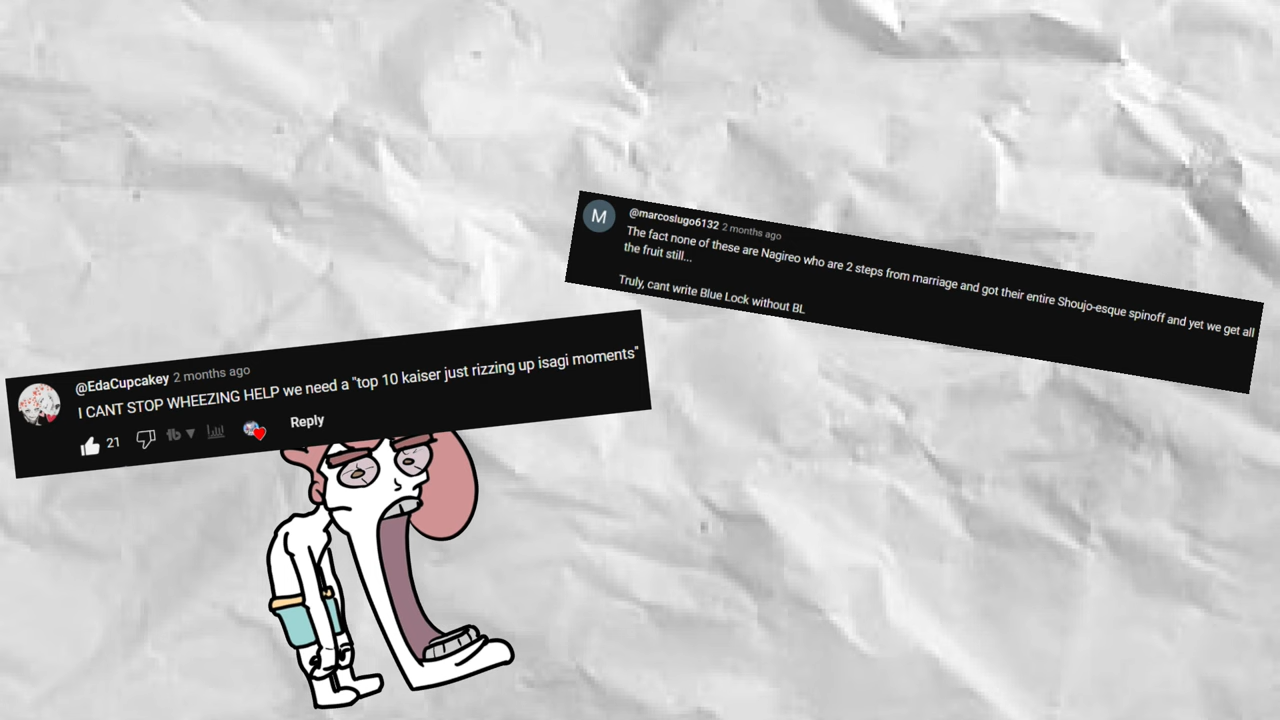 @marcoslugo6132 2 months ago
The fact none of these are Nagireo who are 2 steps from marriage and got their entire Shoujo-esque spinoff and yet we get all
the fruit still...
Truly, cant write Blue Lock without BL
@EdaCupcakey 2 months ago
I CANT STOP WHEEZING HELP we need a "top 10 kaiser just rizzing up isagi moments"
21
Reply